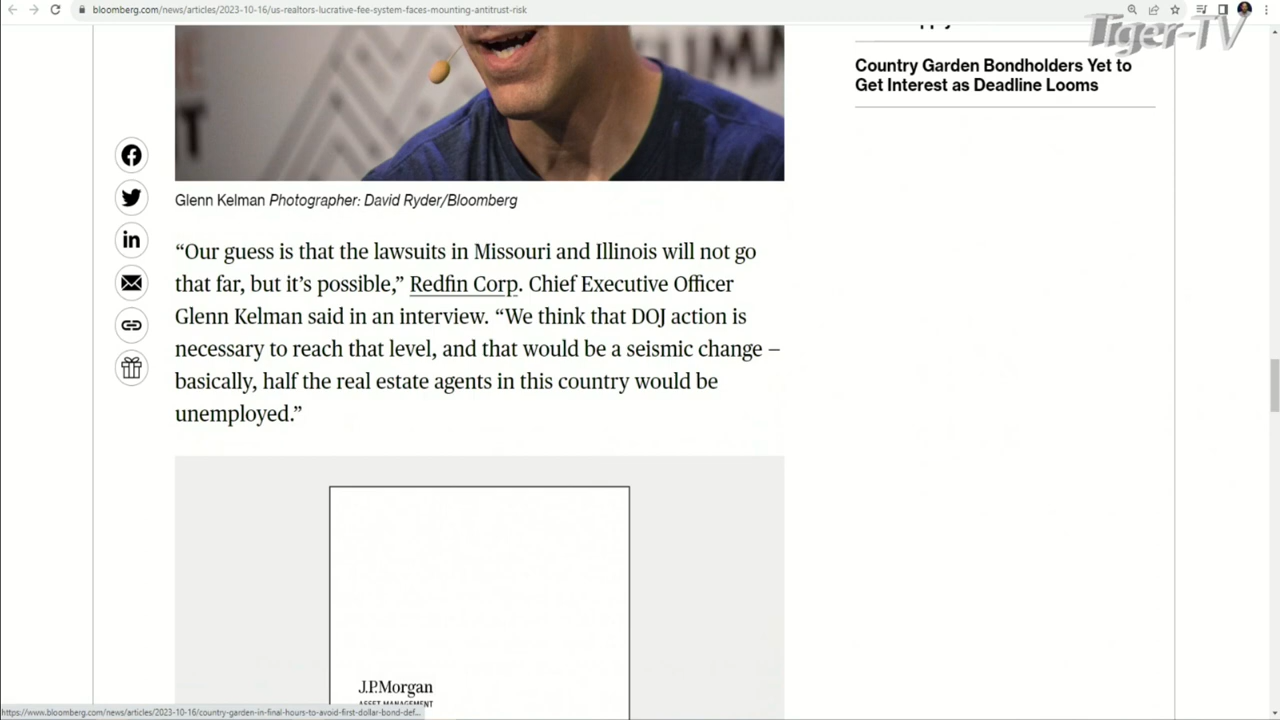 bloomberg.com/news/articles/2023-10-16/us-realtors-lucrative-fee-system-faces-mounting-antitrust-risk
Tiger-TV
Country Garden Bondholders Yet to
Get Interest as Deadline Looms
Glenn Kelman Photographer: David Ryder/Bloomberg
“Our guess is that the lawsuits in Missouri and Illinois will not go
that far, but it’s possible,” Redfin Corp. Chief Executive Officer
Glenn Kelman said in an interview. “We think that DOJ action is
necessary to reach that level, and that would be a seismic change –
basically, half the real estate agents in this country would be
unemployed.”
J.P.Morgan
ASSET MANAGEMENT
https://www.bloomberg.com/news/articles/2023-10-16/country-garden-in-final-hours-to-avoid-first-dollar-bond-def...